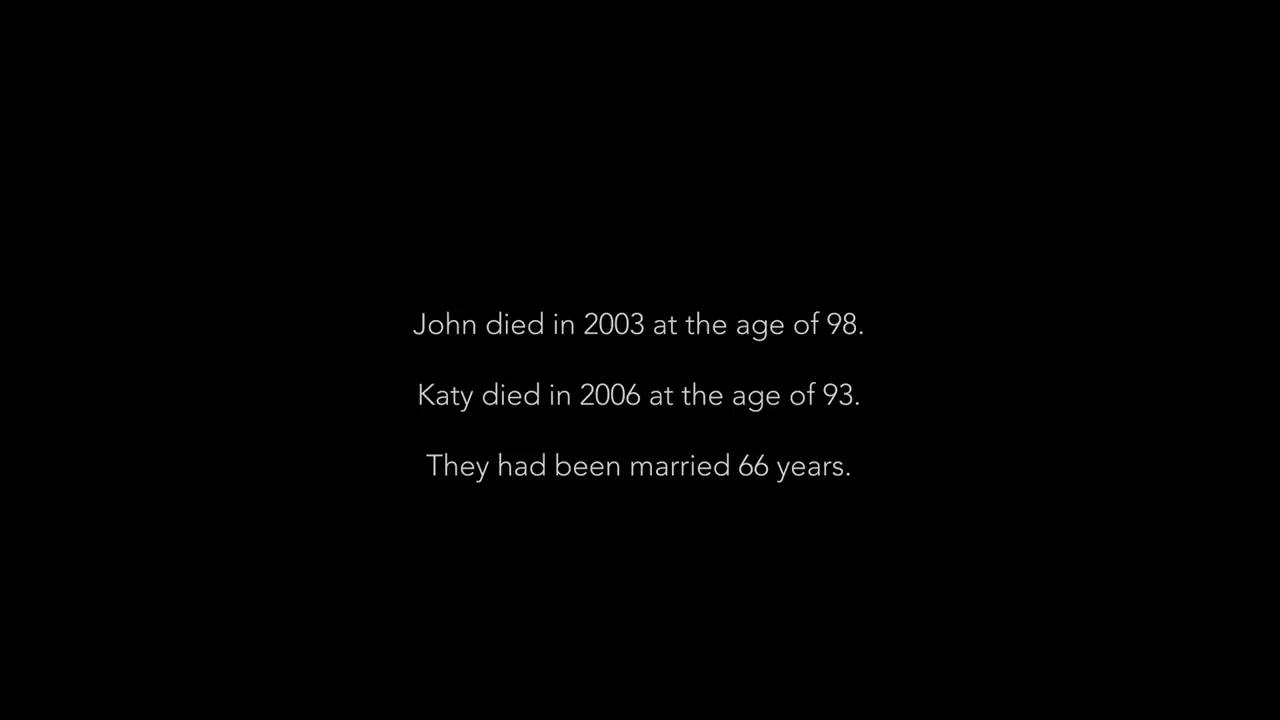 John died in 2003 at the age of 98.
Katy died in 2006 at the age of 93.
They had been married 66 years.